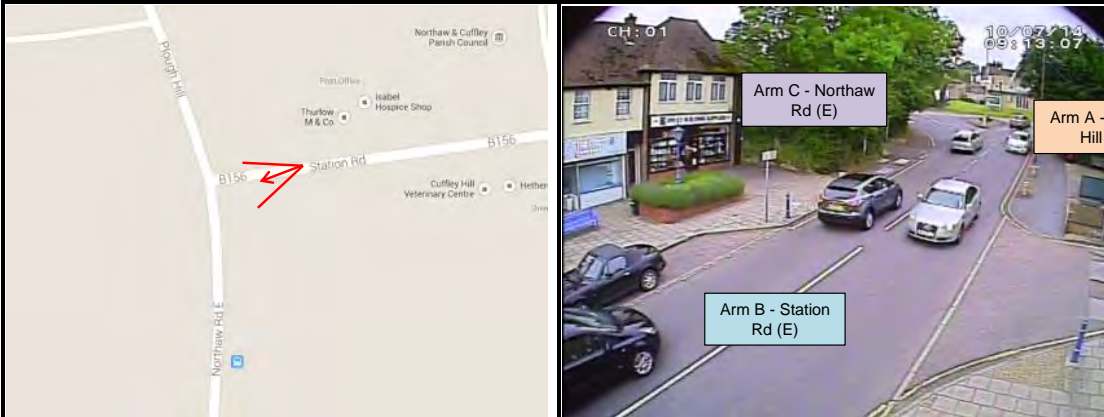 Northaw & Cuffley
Parish Council
Plough Hill
Post Office
Isabel
Hospice Shop
Thurlow
M & Co
Station Rd
B156
B156
Cuffley Hill
Veterinary Centre
Hether
Northaw Rd E
CH:01
10/07/14
09:13:07
Arm C - Northaw
Rd (E)
Arm A -
Hill
Arm B - Station
Rd (E)